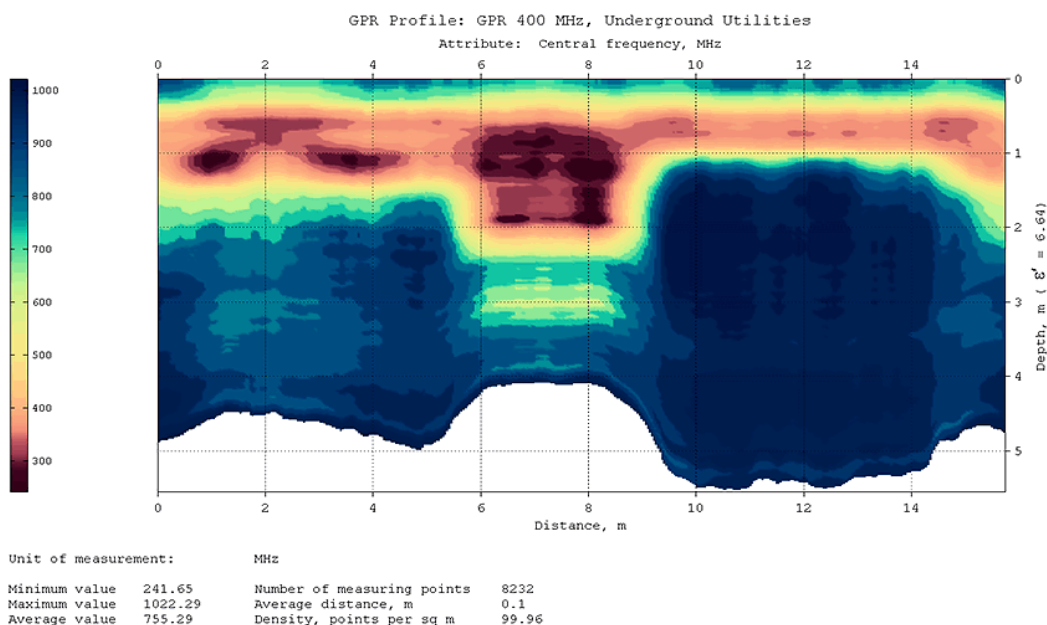 GPR Profile: GPR 400 MHz, Underground Utilities
Attribute: Central frequency, MHz
0 2 4 6 8 10 12 14
1000
900
800
700
600
500
400
300
0
1
2
3
4
5
Depth, m ( ε' = 6.64)
0 2 4 6 8 10 12 14
Distance, m
Unit of measurement: MHz
Minimum value 241.65 Number of measuring points 8232
Maximum value 1022.29 Average distance, m 0.1
Average value 755.29 Density, points per sq m 99.96